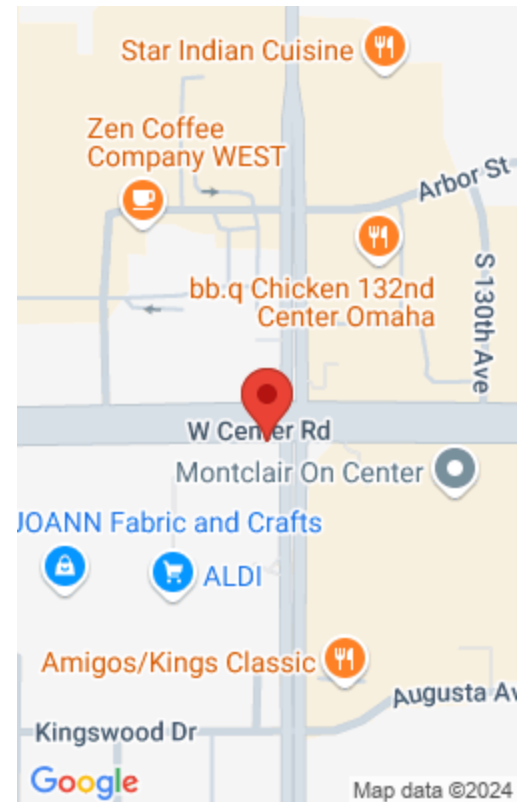 Star Indian Cuisine
Zen Coffee
Company WEST
Arbor St
bb.q Chicken 132nd
Center Omaha
S 130th Ave
W Center Rd
Montclair On Center
JOANN Fabric and Crafts
ALDI
Amigos/Kings Classic
Augusta Av
Kingswood Dr
Google
Map data ©2024